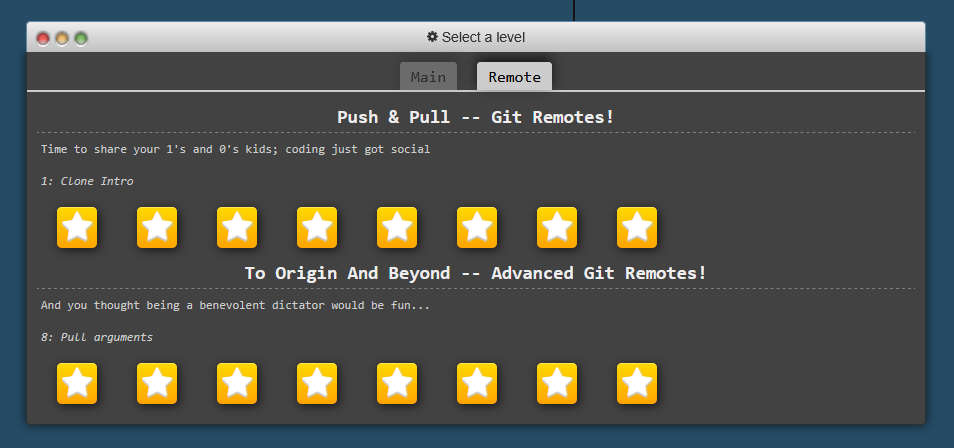 Select a level
Main
Remote
Push & Pull -- Git Remotes!
Time to share your 1's and 0's kids; coding just got social
1: Clone Intro
To Origin And Beyond -- Advanced Git Remotes!
And you thought being a benevolent dictator would be fun...
8: Pull arguments